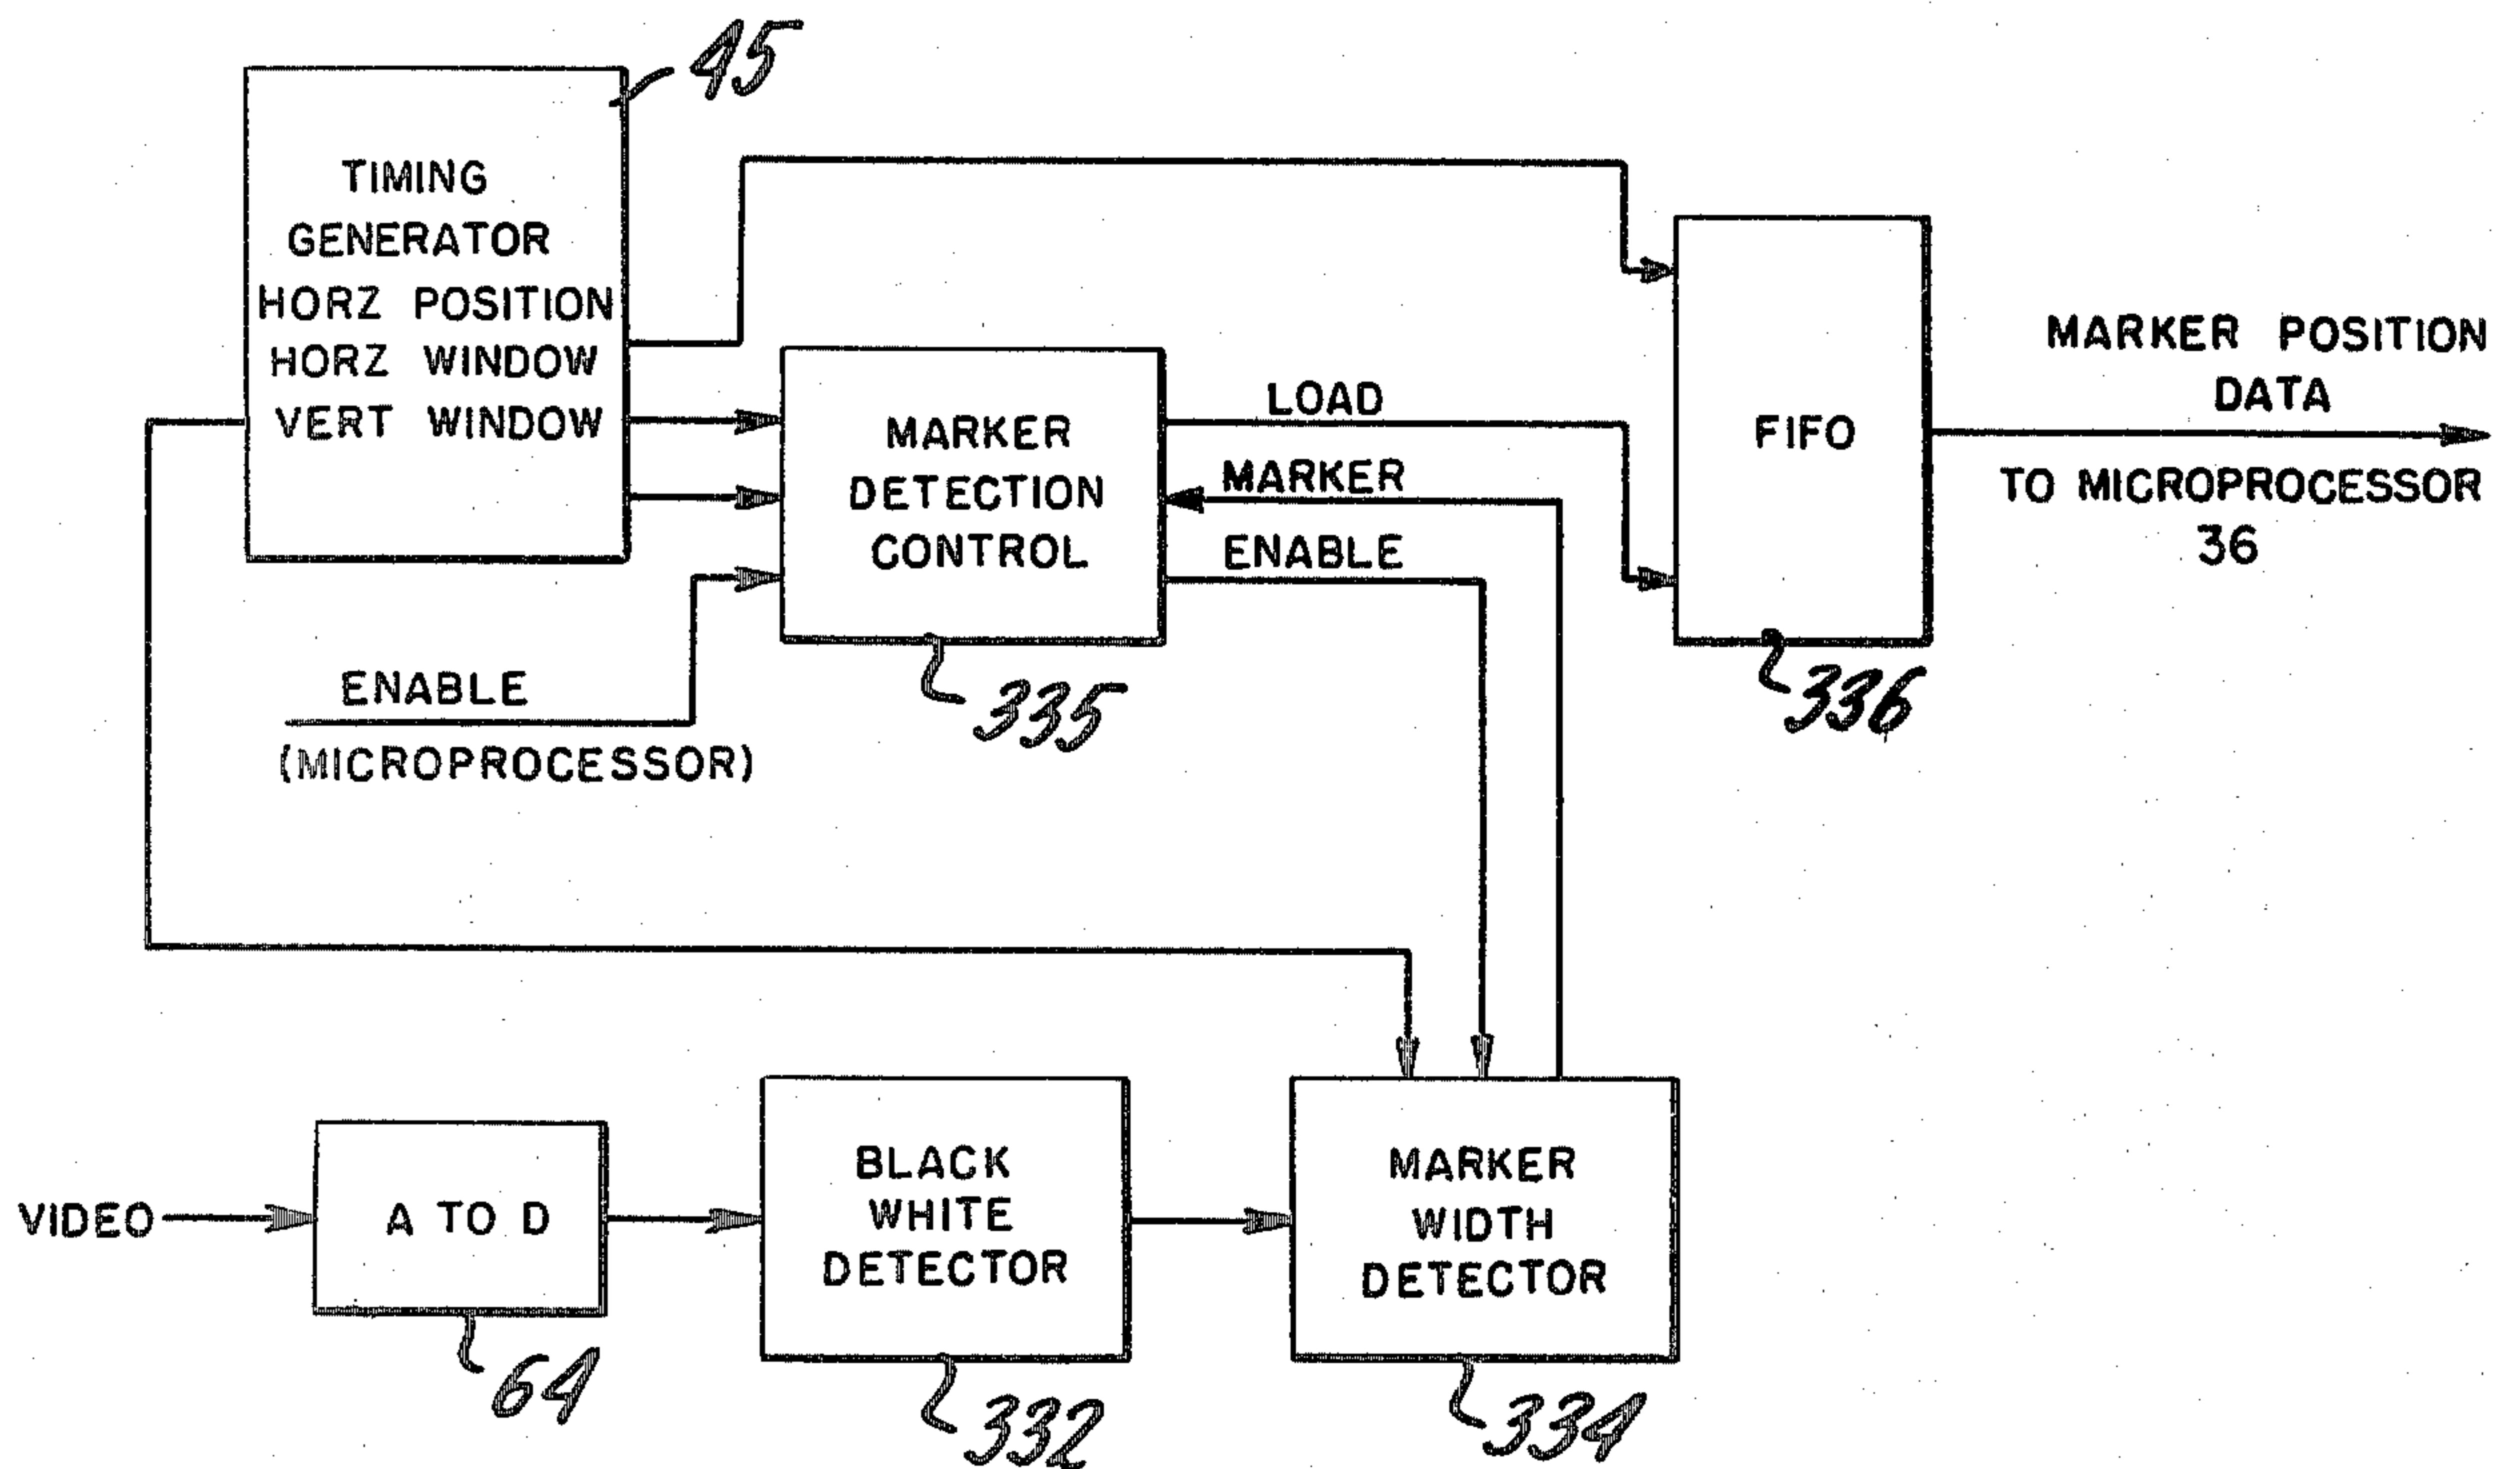 45
TIMING
GENERATOR
HORZ POSITION
HORZ WINDOW
VERT WINDOW
MARKER
DETECTION
CONTROL
335
LOAD
MARKER
ENABLE
FIFO
336
MARKER POSITION
DATA
TO MICROPROCESSOR
36
ENABLE
(MICROPROCESSOR)
VIDEO
A TO D
64
BLACK
WHITE
DETECTOR
332
MARKER
WIDTH
DETECTOR
334